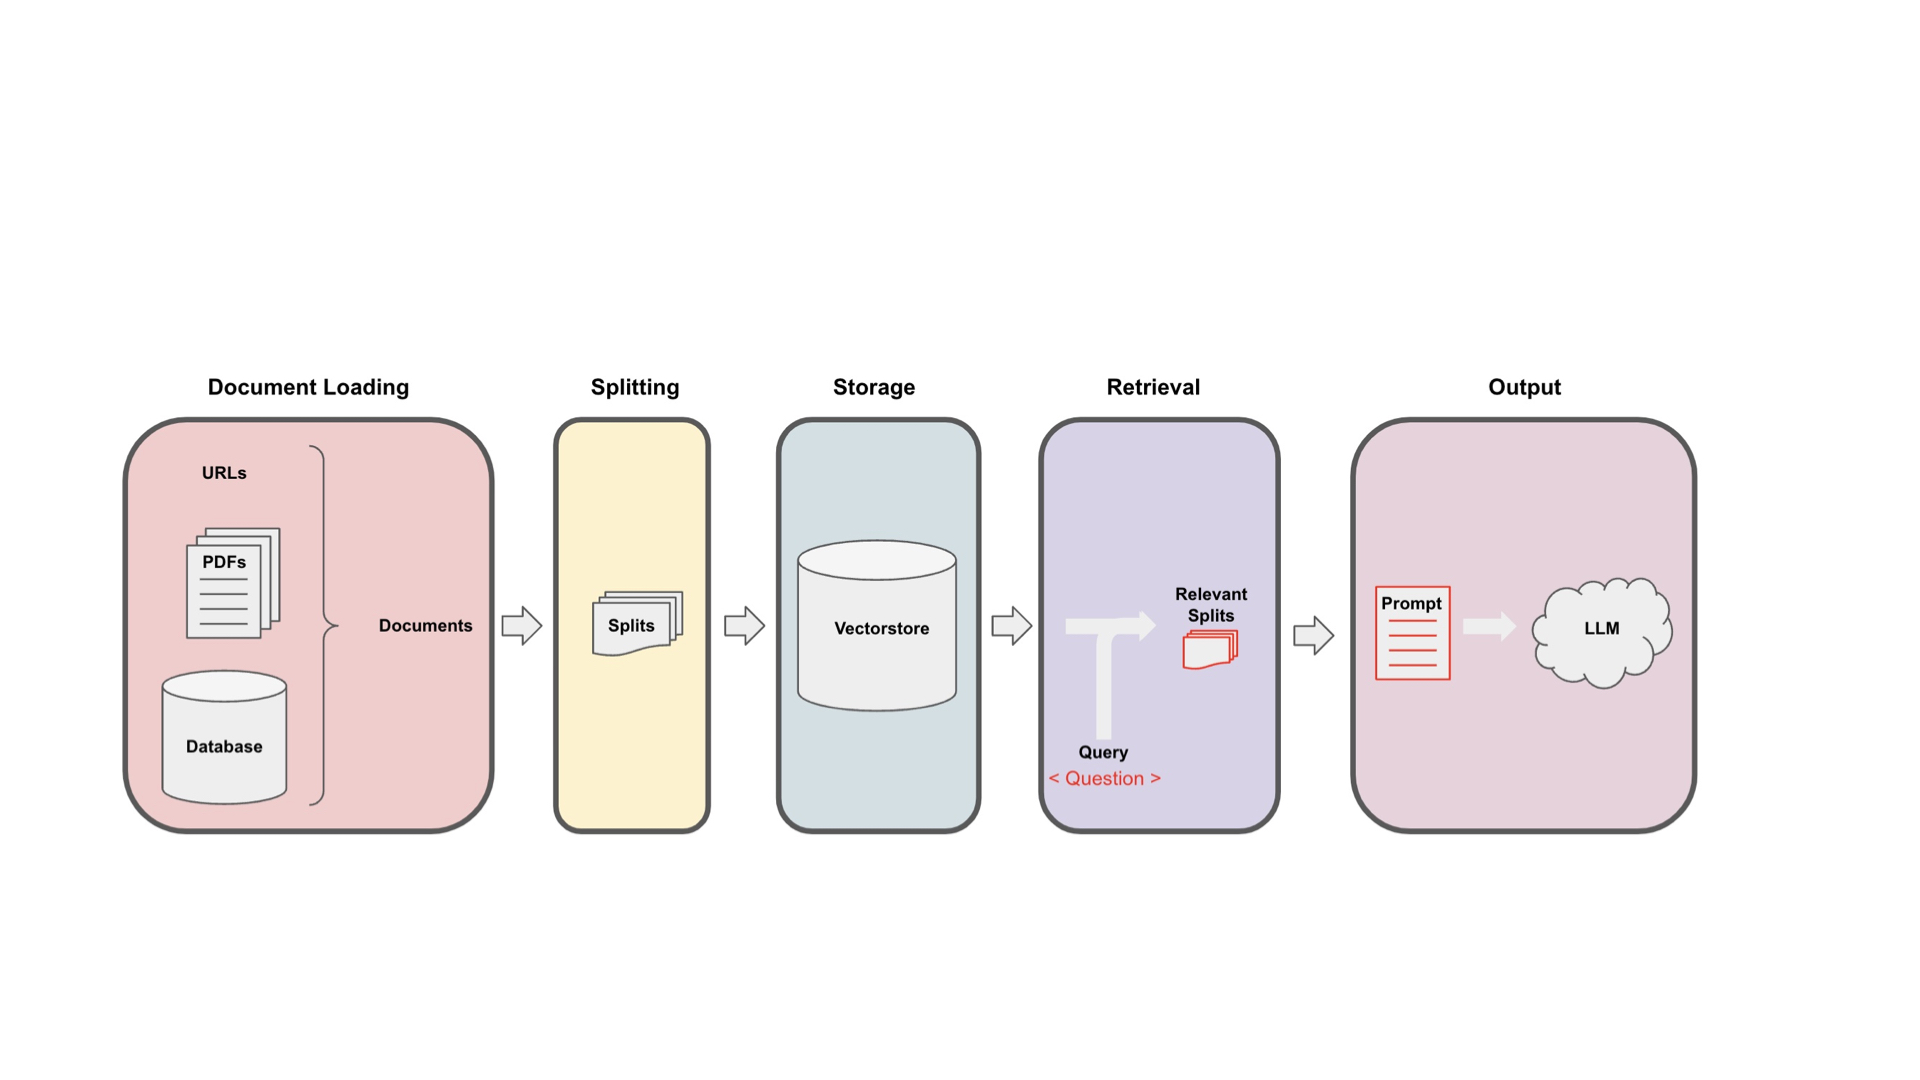 Document Loading
Splitting
Storage
Retrieval
Output
URLs
PDFs
Database
Documents
Splits
Vectorstore
Relevant
Splits
Query
< Question >
Prompt
LLM